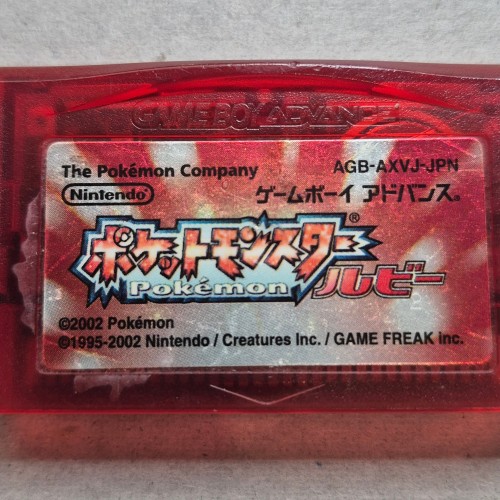 GAME BOY ADVANCE
The Pokémon Company AGB-AXVJ-JPN
Nintendo® ゲームボーイ アドバンス®
ポケットモンスター®
Pokémon ルビー
©2002 Pokémon
©1995-2002 Nintendo / Creatures inc. / GAME FREAK inc.